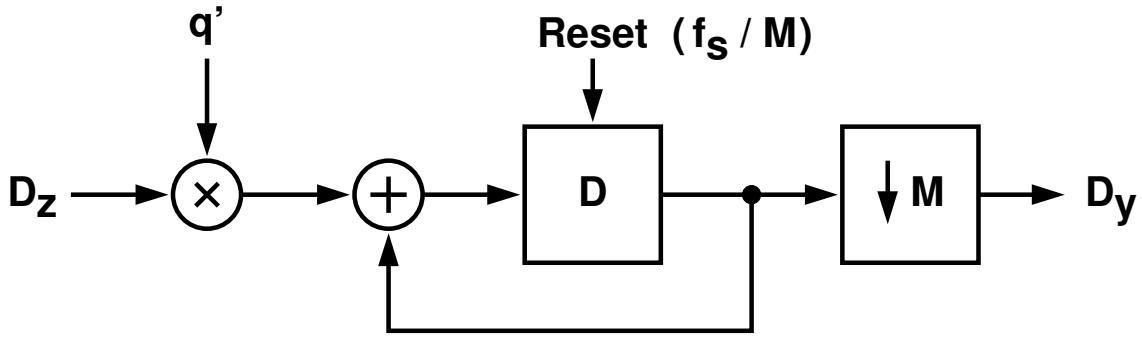 q’
Reset (fs / M)
Dz
×
+
D
↓ M
Dy